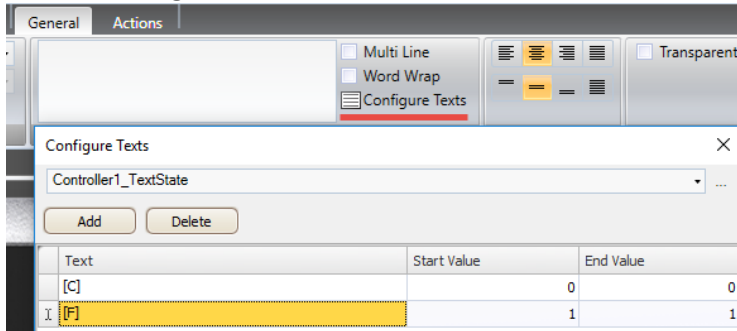 General Actions
Multi Line
Word Wrap
Configure Texts
Transparent
Configure Texts
Controller1_TextState
...
Add Delete
Text Start Value End Value
[C] 0 0
[F] 1 1